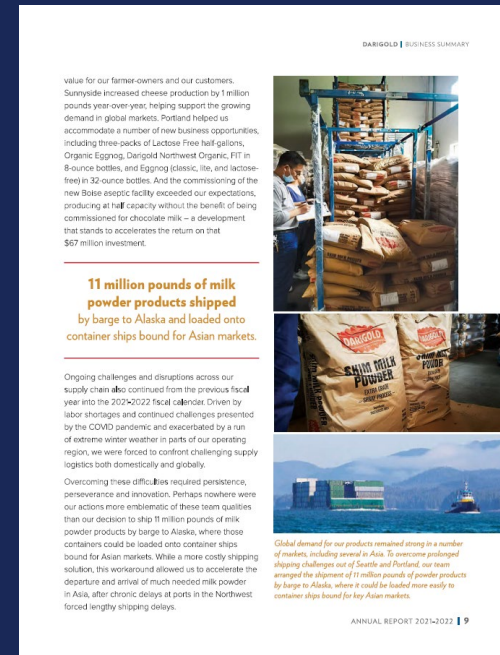 DARIGOLD | BUSINESS SUMMARY
value for our farmer-owners and our customers.
Sunnyside increased cheese production by 1 million
pounds year-over-year, helping support the growing
demand in global markets. Portland helped us
accommodate a number of new business opportunities,
including three-packs of Lactose Free half-gallons,
Organic Eggnog, Darigold Northwest Organic, FIT in
8-ounce bottles, and Eggnog (classic, lite, and lactose-
free) in 32-ounce bottles. And the commissioning of the
new Boise aseptic facility exceeded our expectations,
producing at half capacity without the benefit of being
commissioned for chocolate milk – a development
that stands to accelerates the return on that
$67 million investment.
11 million pounds of milk
powder products shipped
by barge to Alaska and loaded onto
container ships bound for Asian markets.
Ongoing challenges and disruptions across our
supply chain also continued from the previous fiscal
year into the 2021-2022 fiscal calendar. Driven by
labor shortages and continued challenges presented
by the COVID pandemic and exacerbated by a run
of extreme winter weather in parts of our operating
region, we were forced to confront challenging supply
logistics both domestically and globally.
Overcoming these difficulties required persistence,
perseverance and innovation. Perhaps nowhere were
our actions more emblematic of these team qualities
than our decision to ship 11 million pounds of milk
powder products by barge to Alaska, where those
containers could be loaded onto container ships
bound for Asian markets. While a more costly shipping
solution, this workaround allowed us to accelerate the
departure and arrival of much needed milk powder
in Asia, after chronic delays at ports in the Northwest
forced lengthy shipping delays.
DARIGOLD
SKIM MILK
POWDER
DARIGOLD
SKIM MILK
POWDER
Global demand for our products remained strong in a number
of markets, including several in Asia. To overcome prolonged
shipping challenges out of Seattle and Portland, our team
arranged the shipment of 11 million pounds of powder products
by barge to Alaska, where it could be loaded more easily to
container ships bound for key Asian markets.
ANNUAL REPORT 2021-2022 | 9